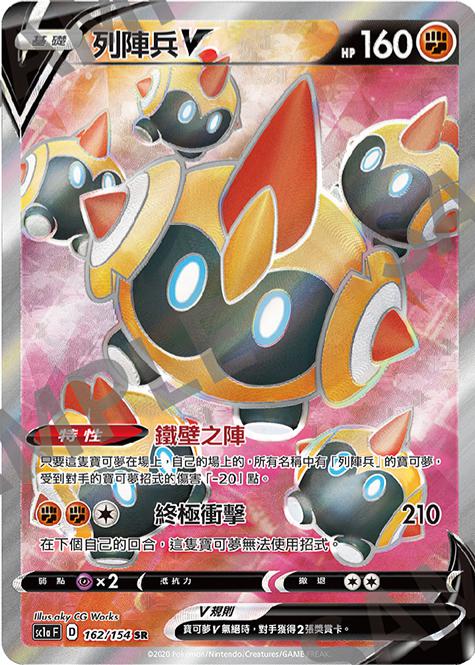 基礎 列陣兵V HP 160
特性 鐵壁之陣
只要這隻寶可夢在場上，自己的場上的，所有名稱中有「列陣兵」的寶可夢，
受到對手的寶可夢招式的傷害「-20」點。
終極衝擊 210
在下個自己的回合，這隻寶可夢無法使用招式。
弱點 ×2 抵抗力 撤退
Illus. aky CG Works
V規則
寶可夢V氣絕時，對手獲得2張獎賞卡。
sc1a F D 162/154 SR
©2020 Pokémon/Nintendo/Creatures/GAME FREAK.
SAMPLE